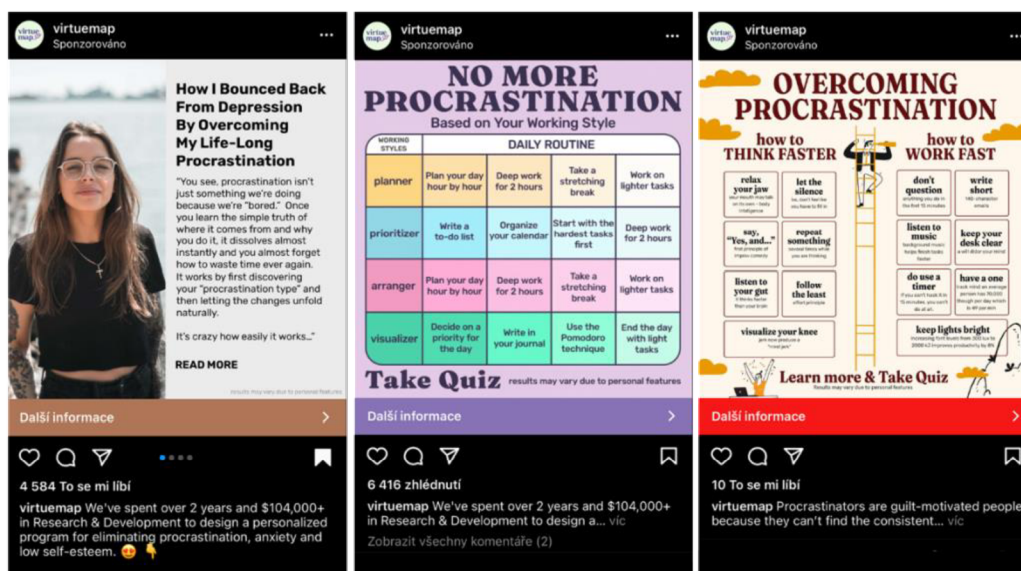 virtuemap
Sponzorováno
How I Bounced Back
From Depression
By Overcoming
My Life-Long
Procrastination
"You see, procrastination isn't
just something we're doing
because we're "bored." Once
you learn the simple truth of
where it comes from and why
you do it, it dissolves almost
instantly and you almost forget
how to waste time ever again.
It works by first discovering
your "procrastination type" and
then letting the changes unfold
naturally.
It's crazy how easily it works..."
READ MORE
results may vary due to personal features
Další informace
4 584 To se mi líbí
virtuemap We've spent over 2 years and $104,000+
in Research & Development to design a personalized
program for eliminating procrastination, anxiety and
low self-esteem. 😍 👇
virtuemap
Sponzorováno
NO MORE
PROCRASTINATION
Based on Your Working Style
WORKING
STYLES
DAILY ROUTINE
planner
Plan your day
hour by hour
Deep work
for 2 hours
Take a
stretching
break
Work on
lighter tasks
prioritizer
Write a
to-do list
Organize
your calendar
Start with the
hardest tasks
first
Deep work
for 2 hours
arranger
Plan your day
hour by hour
Deep work
for 2 hours
Take a
stretching
break
Work on
lighter tasks
visualizer
Decide on a
priority for
the day
Write in
your journal
Use the
Pomodoro
technique
End the day
with light
tasks
Take Quiz results may vary due to personal features
Další informace
6 416 zhlédnutí
virtuemap We've spent over 2 years and $104,000+
in Research & Development to design a... víc
Zobrazit všechny komentáře (2)
virtuemap
Sponzorováno
OVERCOMING
PROCRASTINATION
how to
THINK FASTER
relax
your jaw
let the
silence
say,
"Yes, and..."
repeat
something
listen to
your gut
follow
the least
visualize your knee
how to
WORK FAST
don't
question
write
short
listen to
music
keep your
desk clear
do use a
timer
have a one
keep lights bright
Learn more & Take Quiz
Results may vary due to personal features
Další informace
10 To se mi líbí
virtuemap Procrastinators are guilt-motivated people
because they can't find the consistent... víc